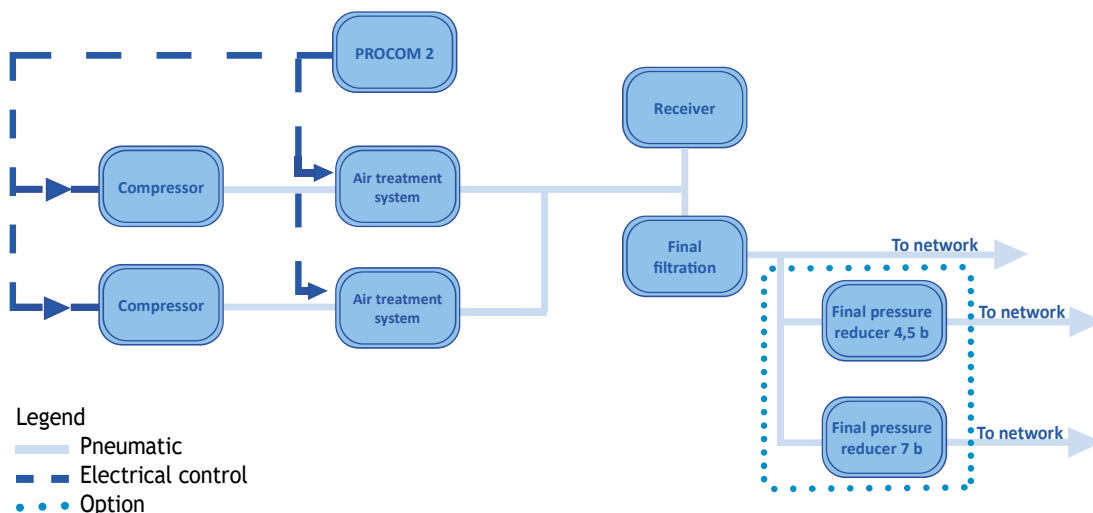 PROCOM 2
Receiver
Compressor
Air treatment
system
Final
filtration
To network
Compressor
Air treatment
system
Final pressure
reducer 4,5 b
To network
Final pressure
reducer 7 b
To network
Legend
Pneumatic
Electrical control
Option